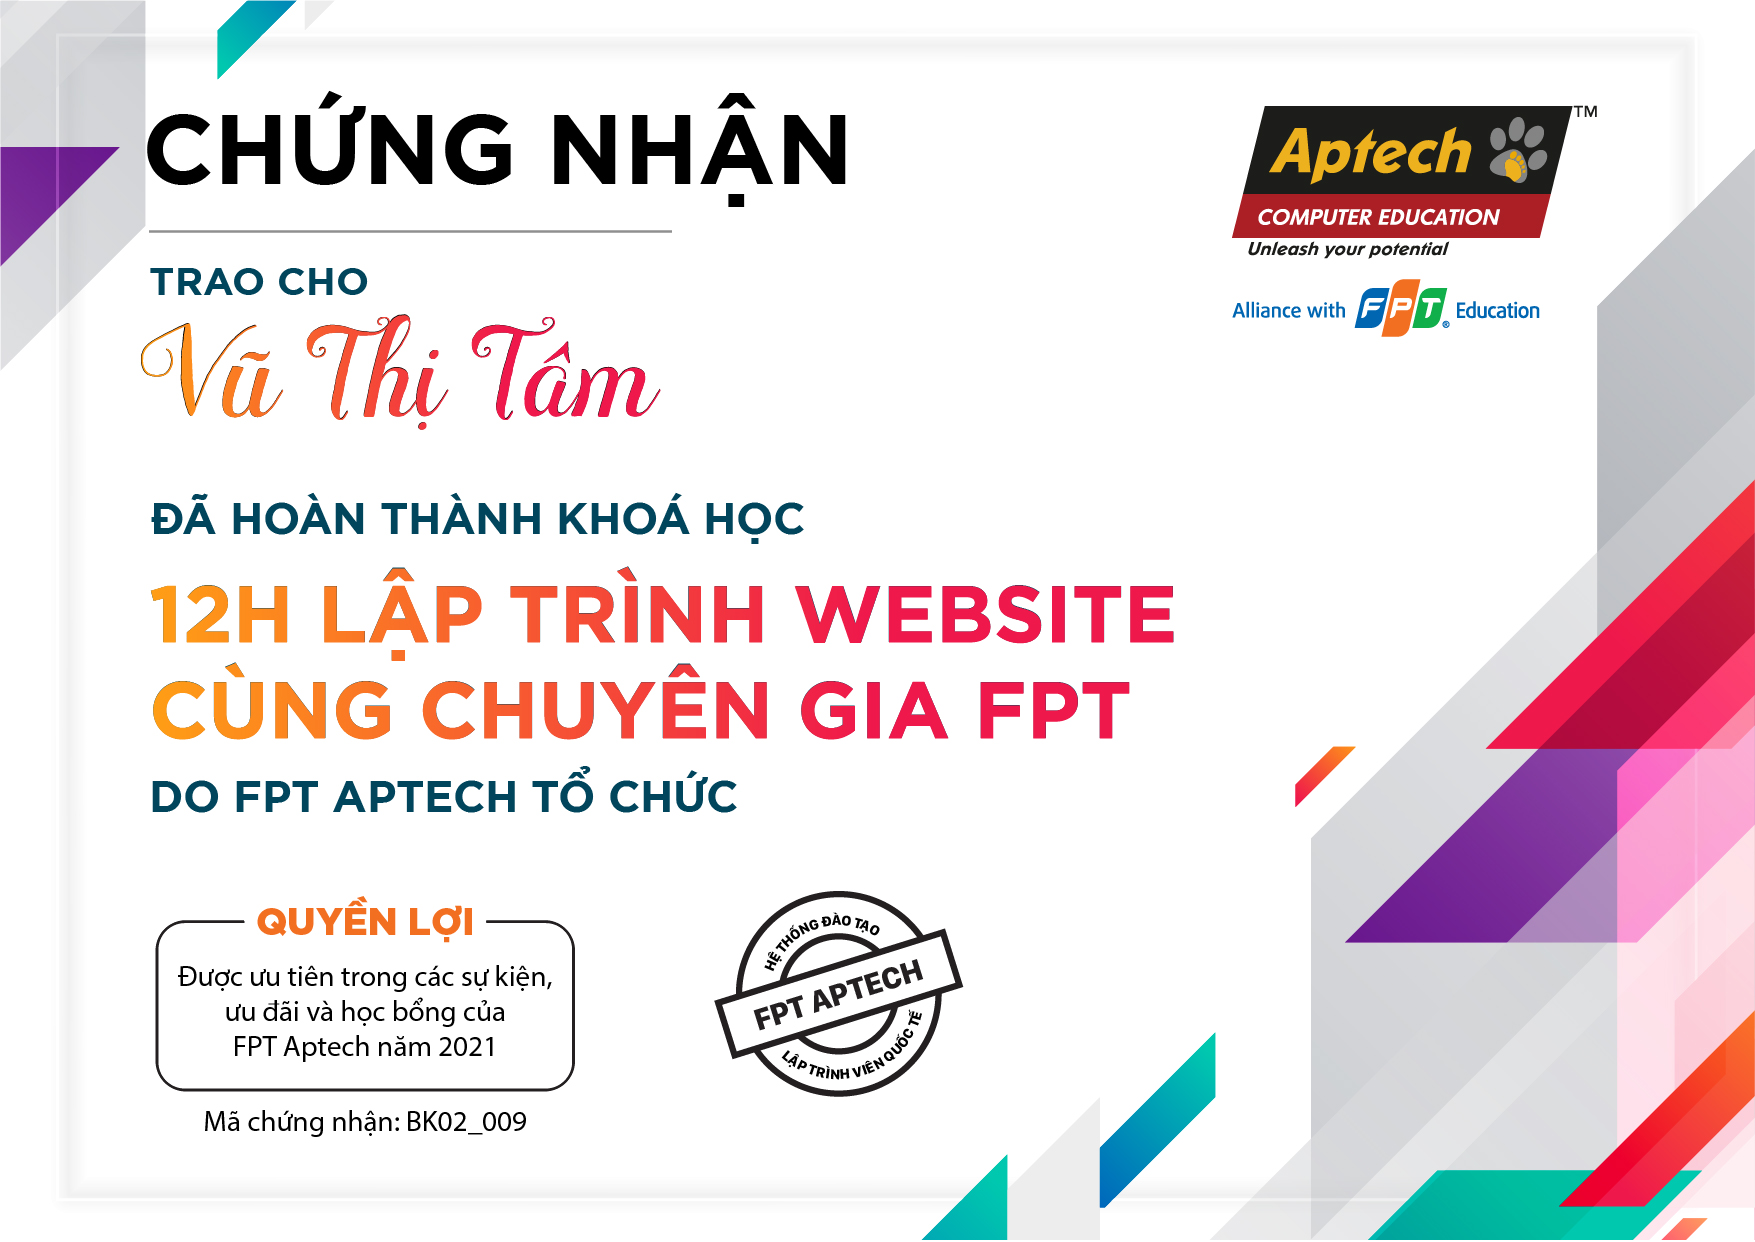 CHỨNG NHẬN
TRAO CHO
Vũ Thị Tâm
ĐÃ HOÀN THÀNH KHOÁ HỌC
12H LẬP TRÌNH WEBSITE
CÙNG CHUYÊN GIA FPT
DO FPT APTECH TỔ CHỨC
Aptech TM
COMPUTER EDUCATION
Unleash your potential
Alliance with FPT® Education
QUYỀN LỢI
Được ưu tiên trong các sự kiện,
ưu đãi và học bổng của
FPT Aptech năm 2021
Mã chứng nhận: BK02_009
HỆ THỐNG ĐÀO TẠO
FPT APTECH
LẬP TRÌNH VIÊN QUỐC TẾ